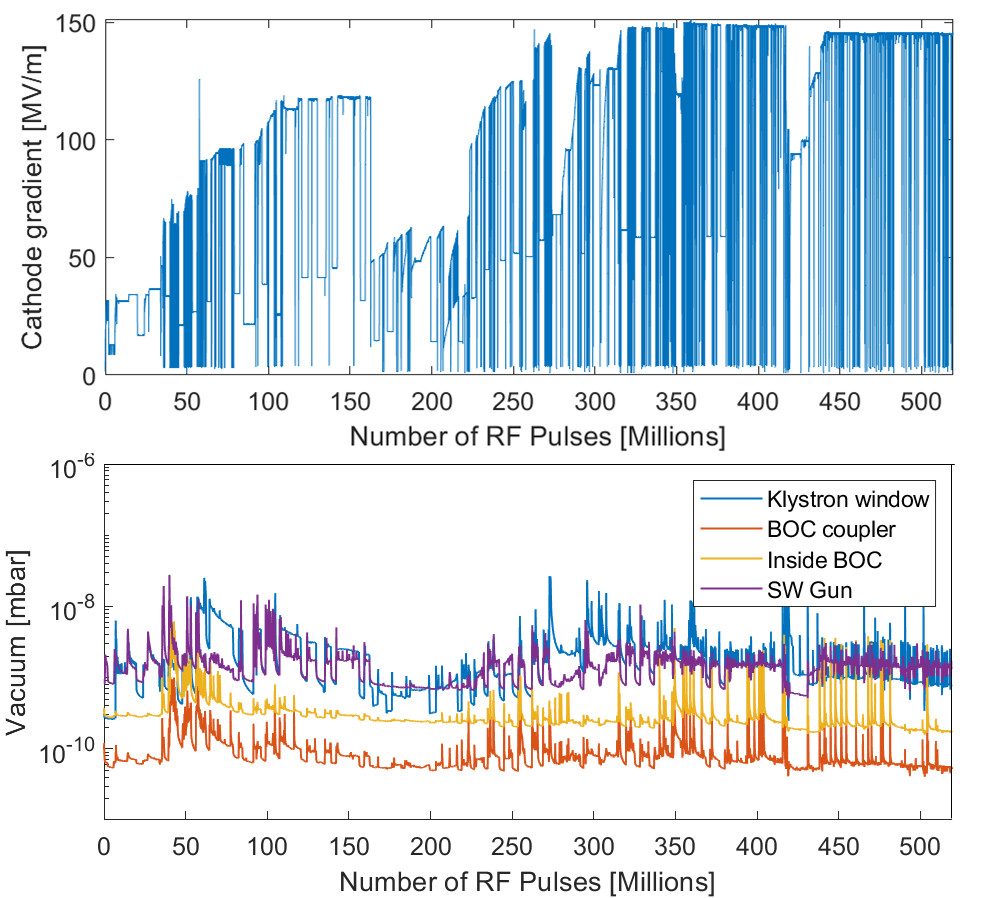 150
100
50
0
Cathode gradient [MV/m]
0 50 100 150 200 250 300 350 400 450 500
Number of RF Pulses [Millions]
10-6
10-8
10-10
Vacuum [mbar]
Klystron window
BOC coupler
Inside BOC
SW Gun
0 50 100 150 200 250 300 350 400 450 500
Number of RF Pulses [Millions]